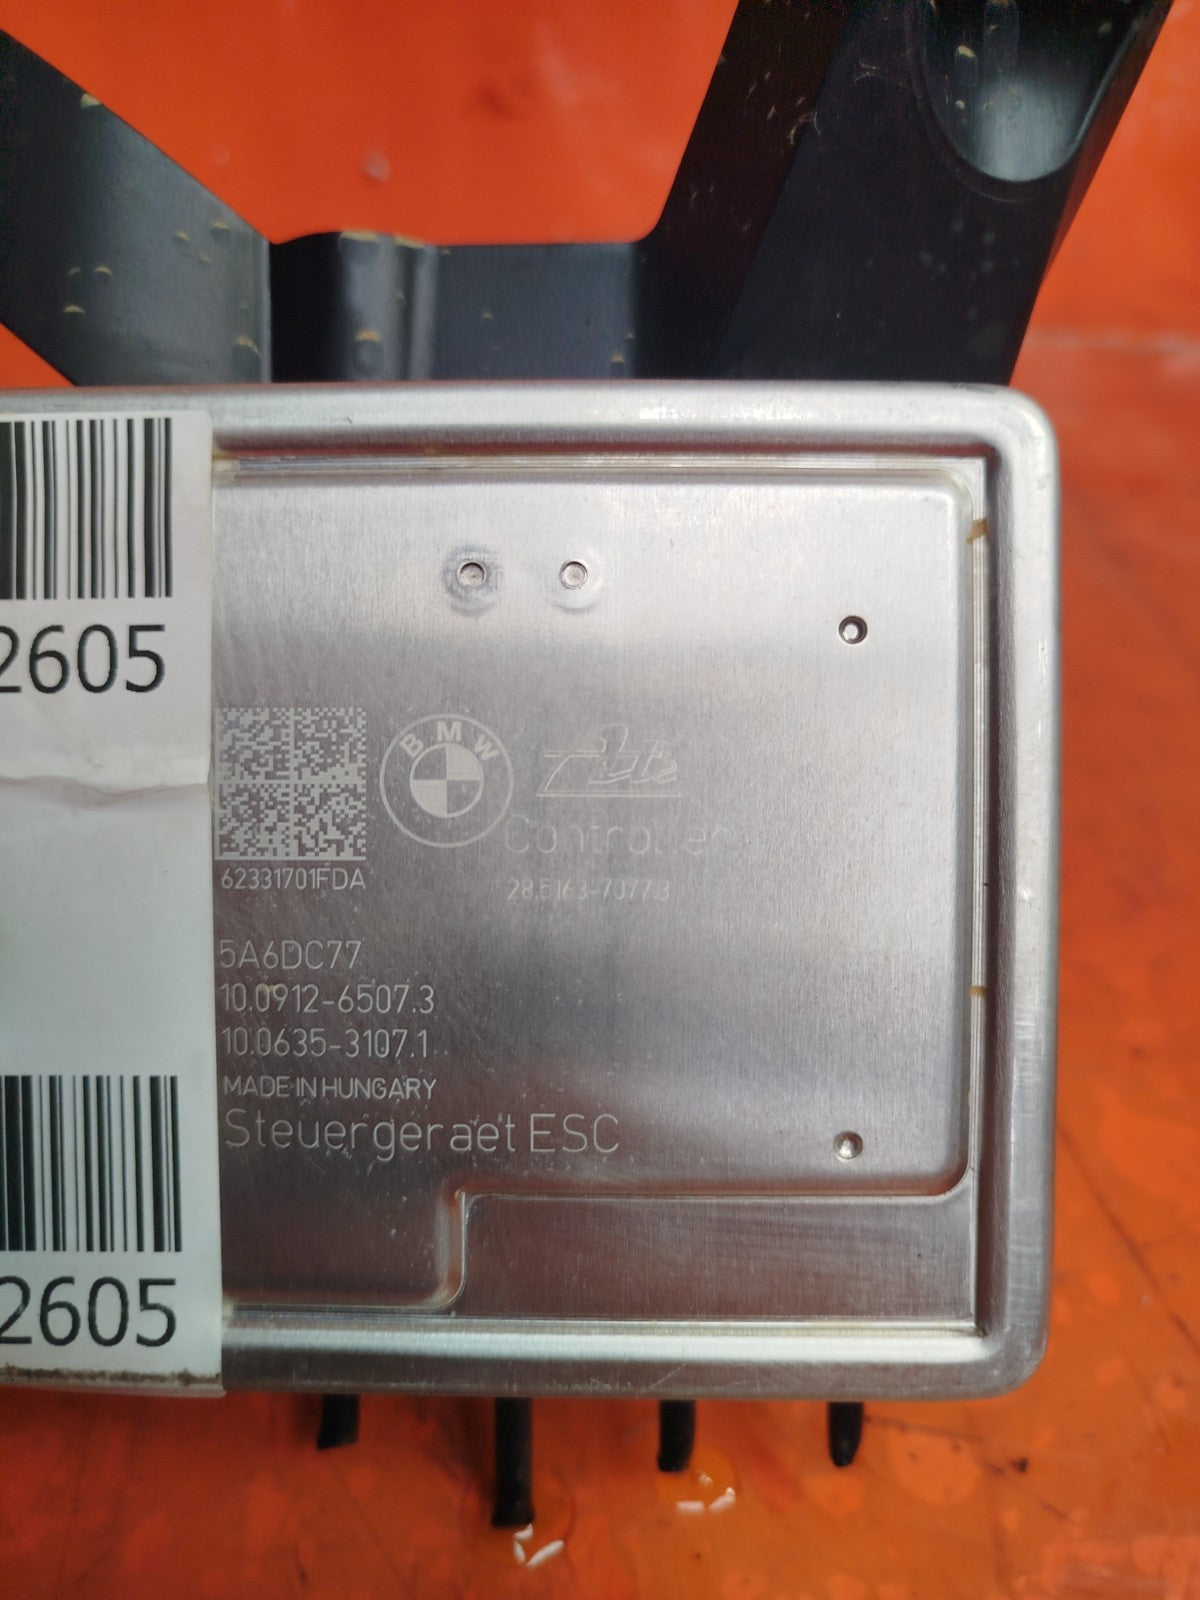 2605
BMW
Ate
Controller
62331701FDA
28.5163-7077.3
5A6DC77
10.0912-6507.3
10.0635-3107.1
MADE IN HUNGARY
Steuergeraet ESC
2605